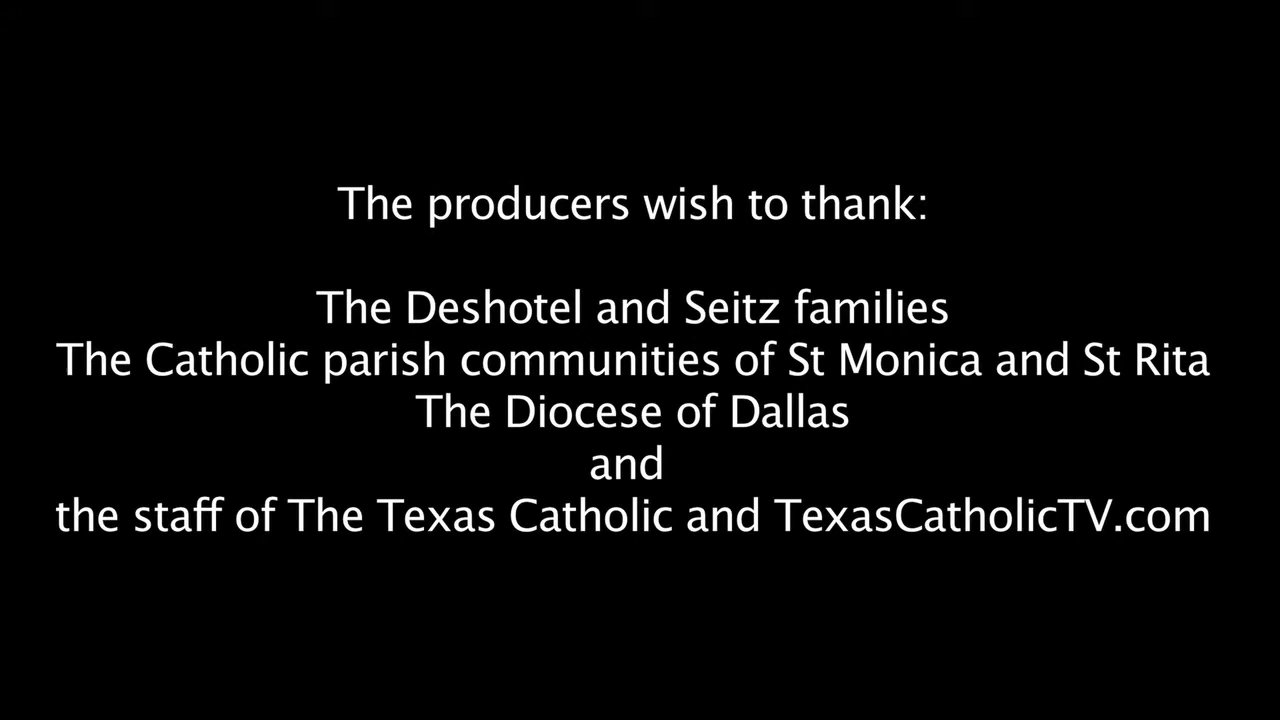 The producers wish to thank:
The Deshotel and Seitz families
The Catholic parish communities of St Monica and St Rita
The Diocese of Dallas
and
the staff of The Texas Catholic and TexasCatholicTV.com